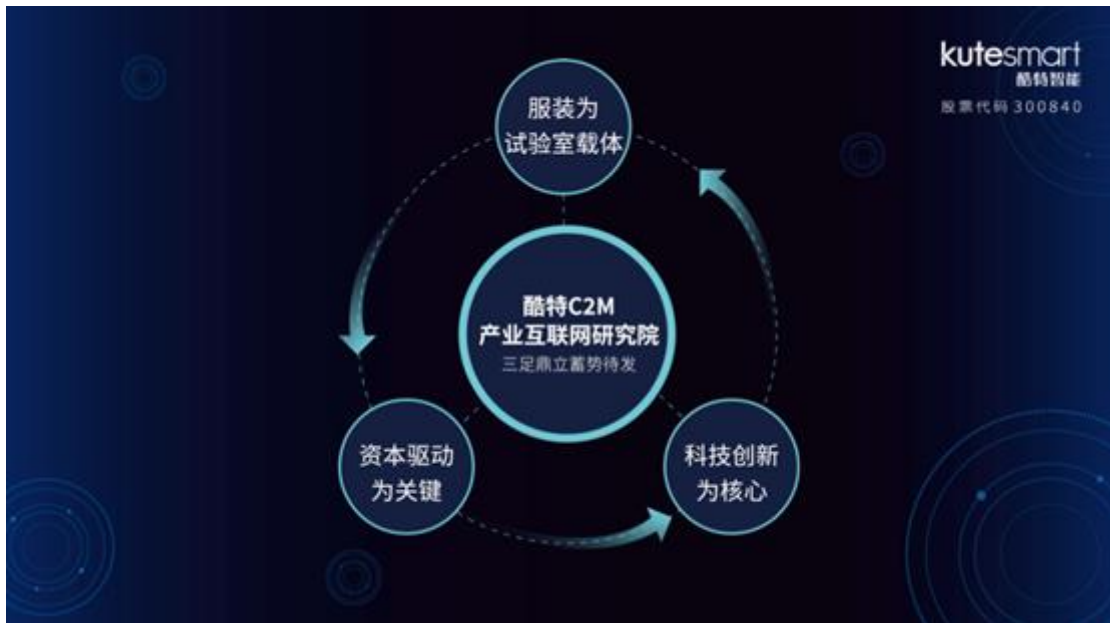 kutesmart
酷特智能
股票代码 300840
服装为
试验室载体
酷特C2M
产业互联网研究院
三足鼎立蓄势待发
资本驱动
为关键
科技创新
为核心